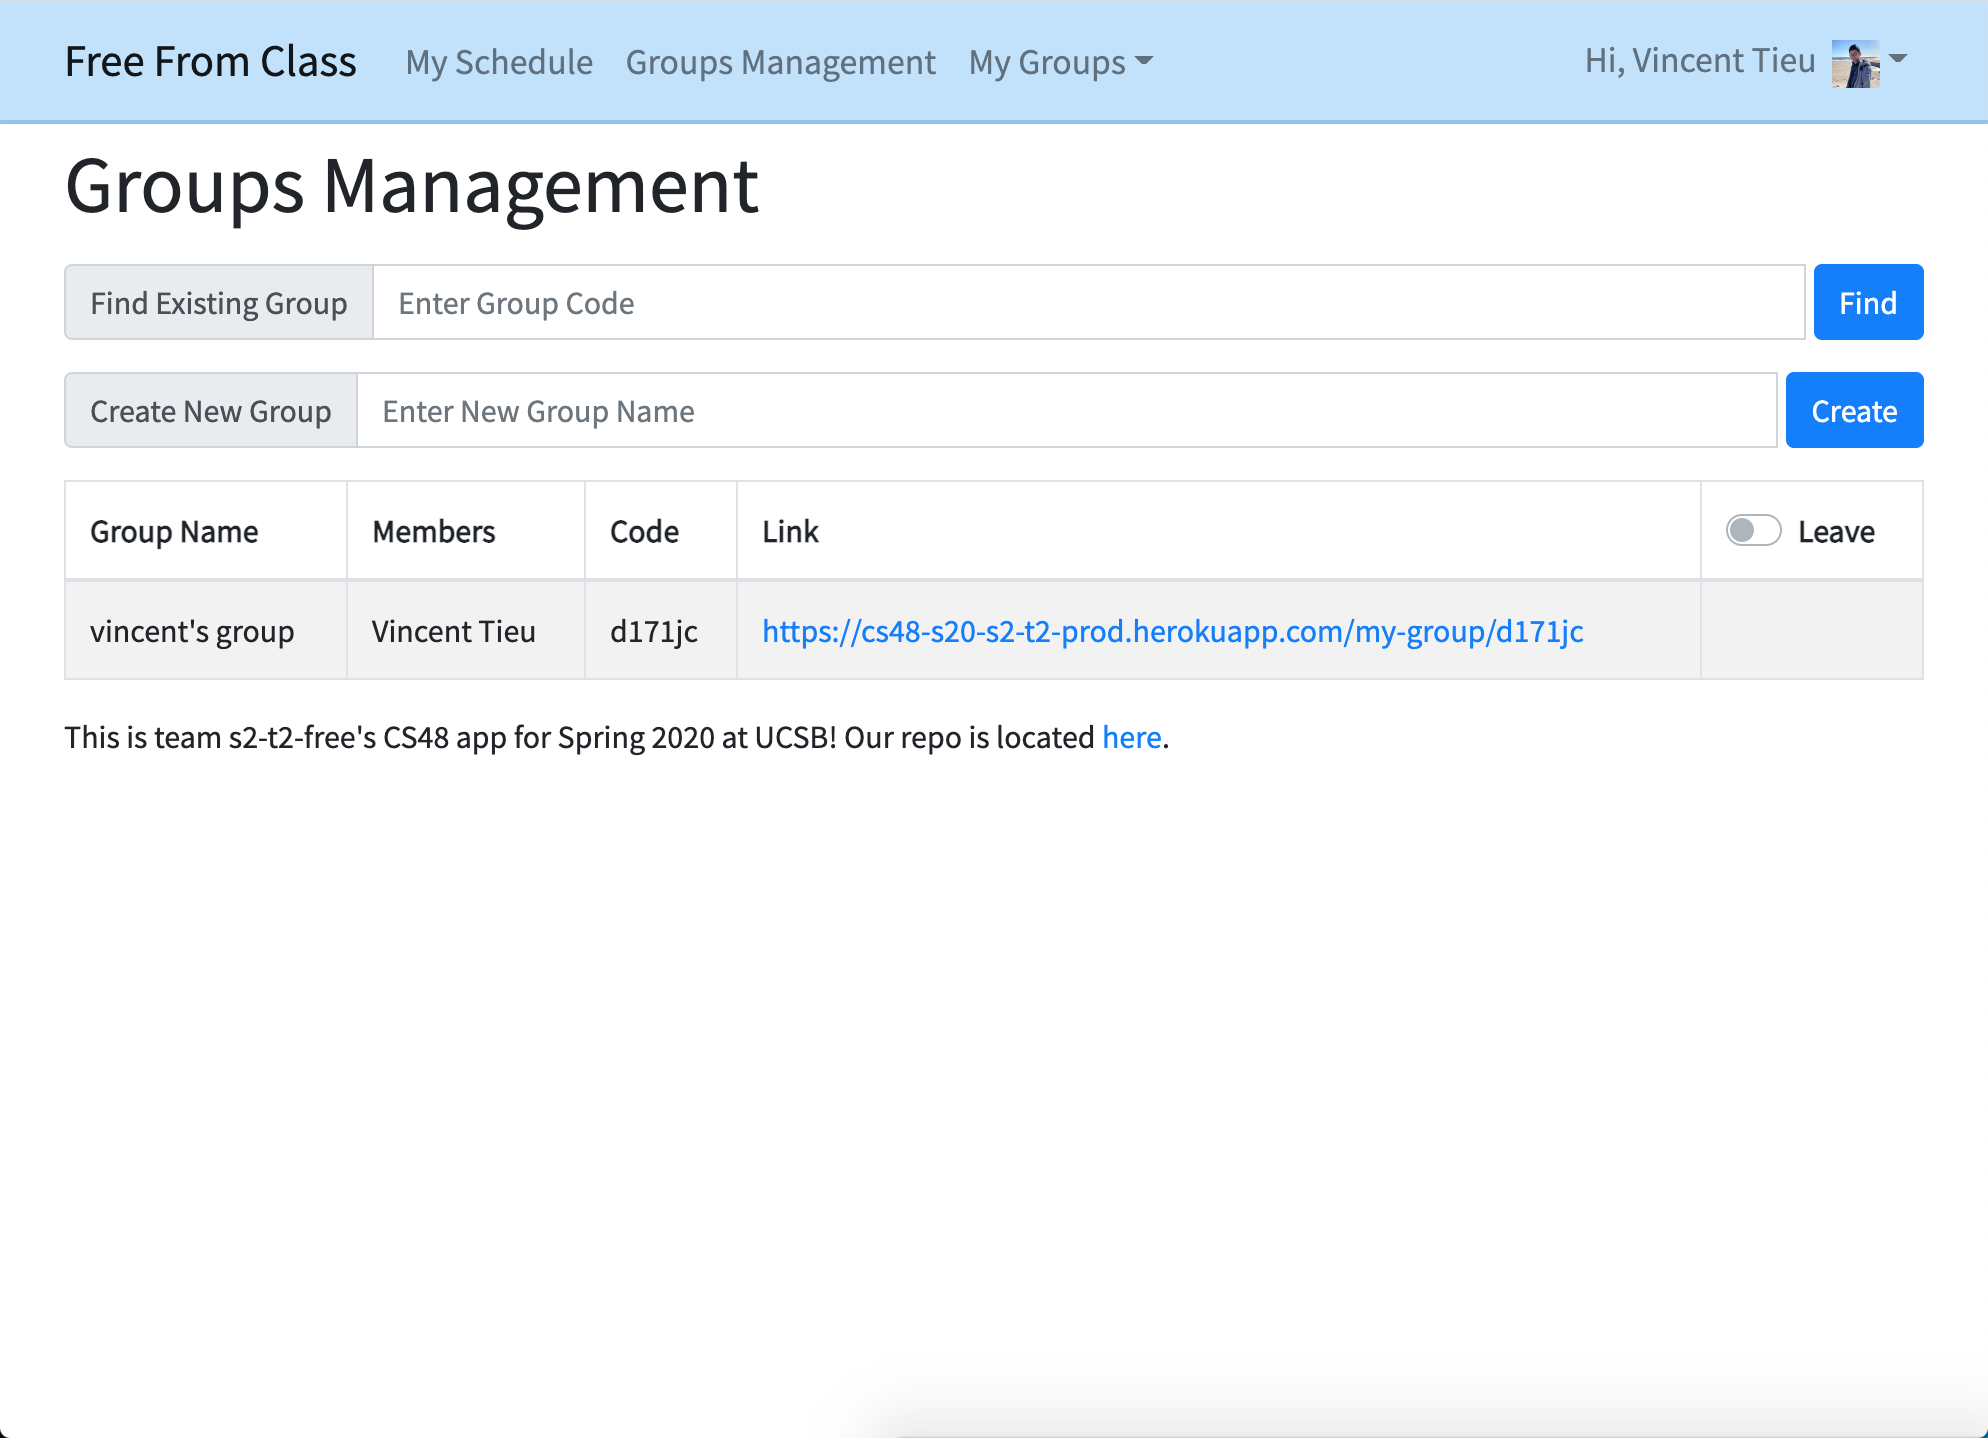 Free From Class My Schedule Groups Management My Groups Hi, Vincent Tieu
Groups Management
Find Existing Group Enter Group Code Find
Create New Group Enter New Group Name Create
Group Name Members Code Link Leave
vincent's group Vincent Tieu d171jc https://cs48-s20-s2-t2-prod.herokuapp.com/my-group/d171jc
This is team s2-t2-free's CS48 app for Spring 2020 at UCSB! Our repo is located here.